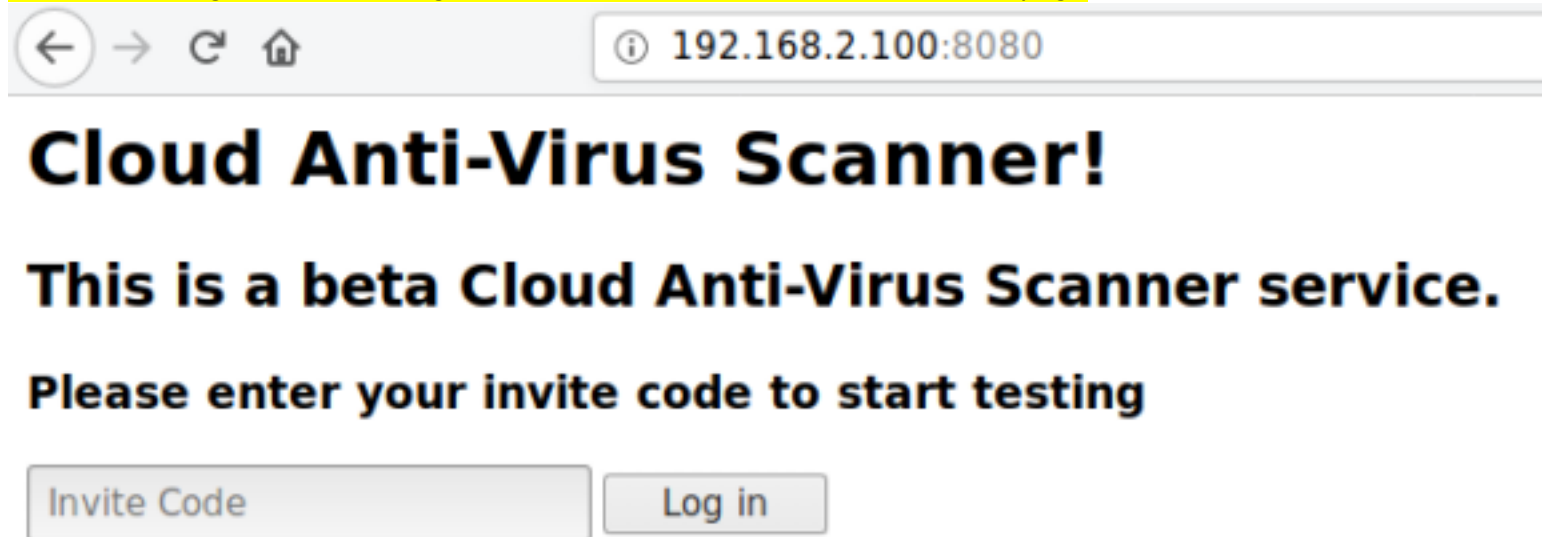 192.168.2.100:8080
Cloud Anti-Virus Scanner!
This is a beta Cloud Anti-Virus Scanner service.
Please enter your invite code to start testing
Invite Code Log in